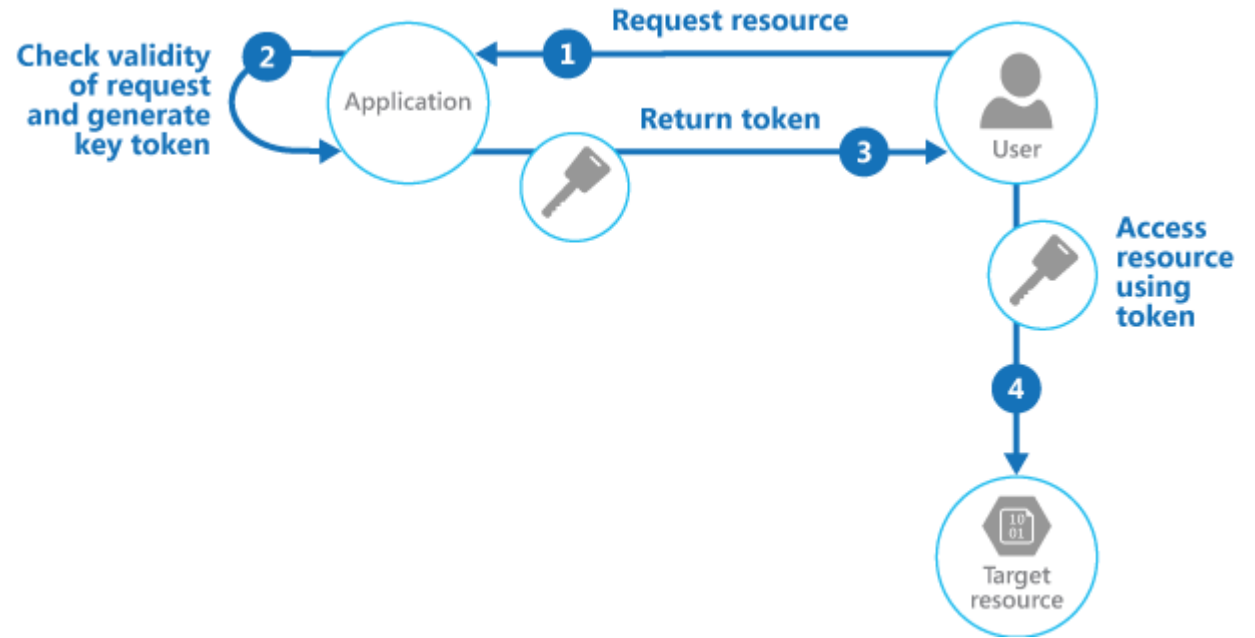 Request resource
1
2
Check validity
of request
and generate
key token
Application
User
Return token
3
Access
resource
using
token
4
10
01
Target
resource